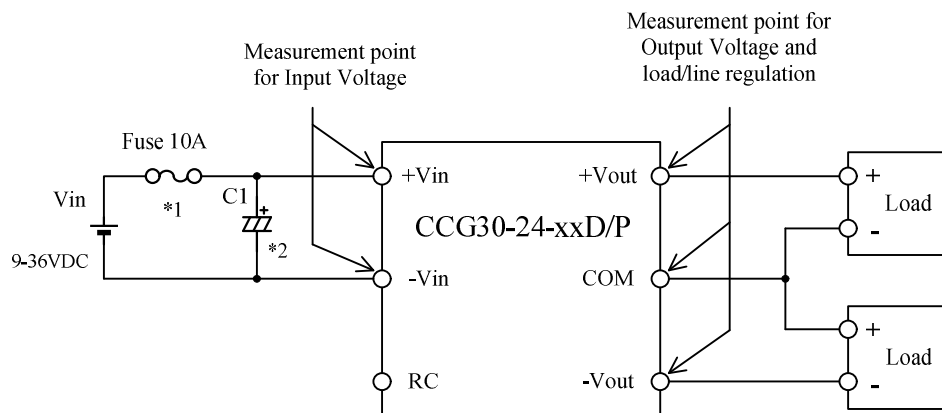 Measurement point
for Input Voltage
Measurement point for
Output Voltage and
load/line regulation
Fuse 10A
*1
Vin
9-36VDC
C1
+
*2
+Vin
-Vin
RC
CCG30-24-xxD/P
+Vout
COM
-Vout
+
Load
-
+
Load
-